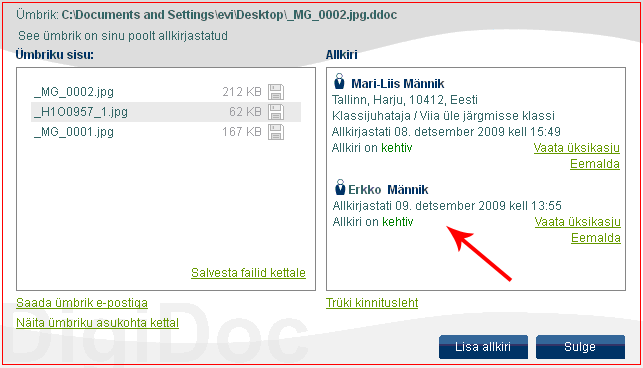 Ümbrik: C:\Documents and Settings\evi\Desktop\_MG_0002.jpg.ddoc
See ümbrik on sinu poolt allkirjastatud
Ümbriku sisu:
_MG_0002.jpg 212 KB
_H1O0957_1.jpg 62 KB
_MG_0001.jpg 167 KB
Salvesta failid kettale
Saada ümbrik e-postiga
Näita ümbriku asukohta kettal
Allkiri
Mari-Liis Männik
Tallinn, Harju, 10412, Eesti
Klassijuhataja / Viia üle järgmisse klassi
Allkirjastati 08. detsember 2009 kell 15:49
Allkiri on kehtiv Vaata üksikasju
Eemalda
Erkko Männik
Allkirjastati 09. detsember 2009 kell 13:55
Allkiri on kehtiv Vaata üksikasju
Eemalda
Trüki kinnitusleht
DigiDoc
Lisa allkiri Sulge